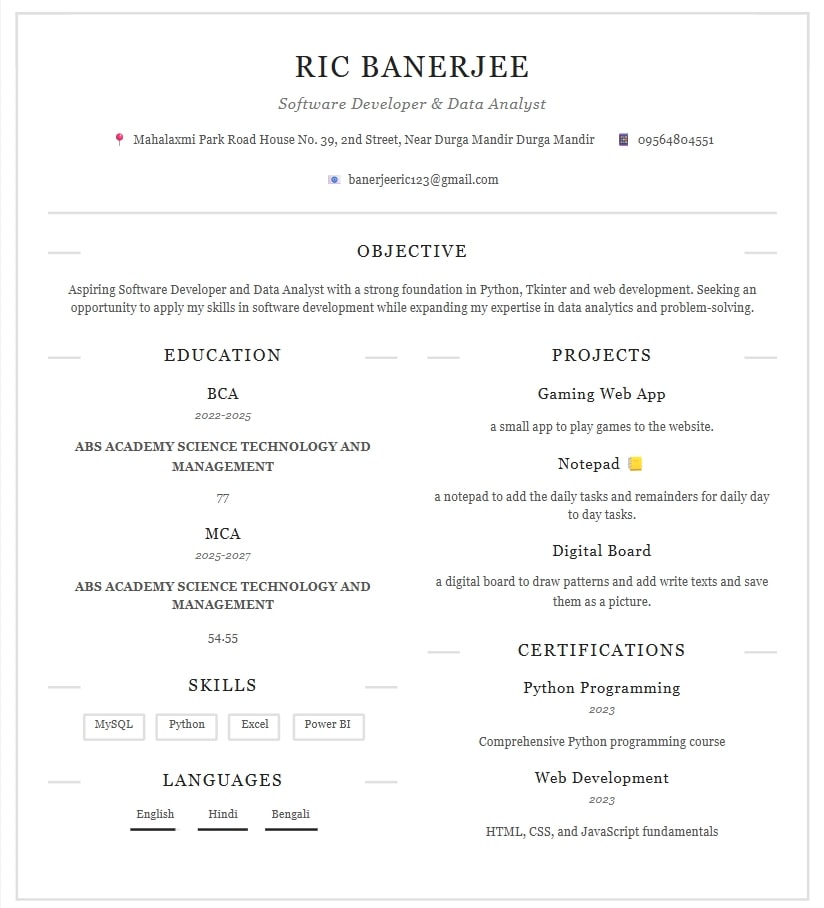 RIC BANERJEE
Software Developer & Data Analyst
📍 Mahalaxmi Park Road House No. 39, 2nd Street, Near Durga Mandir Durga Mandir 📱 09564804551
📧 banerjeeric123@gmail.com
OBJECTIVE
Aspiring Software Developer and Data Analyst with a strong foundation in Python, Tkinter and web development. Seeking an
opportunity to apply my skills in software development while expanding my expertise in data analytics and problem-solving.
EDUCATION
BCA
2022-2025
ABS ACADEMY SCIENCE TECHNOLOGY AND
MANAGEMENT
77
MCA
2025-2027
ABS ACADEMY SCIENCE TECHNOLOGY AND
MANAGEMENT
54.55
SKILLS
MySQL Python Excel Power BI
LANGUAGES
English Hindi Bengali
PROJECTS
Gaming Web App
a small app to play games to the website.
Notepad 📒
a notepad to add the daily tasks and remainders for daily day
to day tasks.
Digital Board
a digital board to draw patterns and add write texts and save
them as a picture.
CERTIFICATIONS
Python Programming
2023
Comprehensive Python programming course
Web Development
2023
HTML, CSS, and JavaScript fundamentals